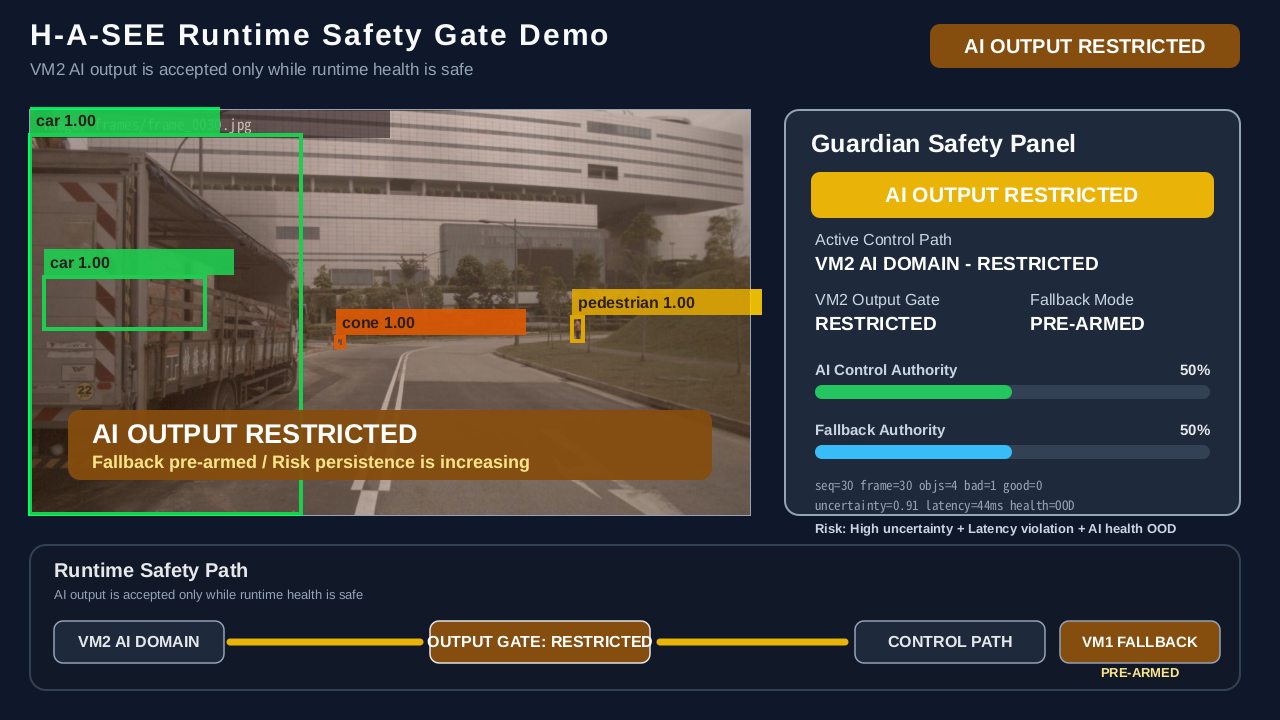 H-A-SEE Runtime Safety Gate Demo
VM2 AI output is accepted only while runtime health is safe
AI OUTPUT RESTRICTED
car 1.00
frames/frame_0030.jpg
car 1.00
cone 1.00
pedestrian 1.00
22
AI OUTPUT RESTRICTED
Fallback pre-armed / Risk persistence is increasing
Guardian Safety Panel
AI OUTPUT RESTRICTED
Active Control Path
VM2 AI DOMAIN - RESTRICTED
VM2 Output Gate
RESTRICTED
Fallback Mode
PRE-ARMED
AI Control Authority 50%
Fallback Authority 50%
seq=30 frame=30 objs=4 bad=1 good=0
uncertainty=0.91 latency=44ms health=OOD
Risk: High uncertainty + Latency violation + AI health OOD
Runtime Safety Path
AI output is accepted only while runtime health is safe
VM2 AI DOMAIN
OUTPUT GATE: RESTRICTED
CONTROL PATH
VM1 FALLBACK
PRE-ARMED